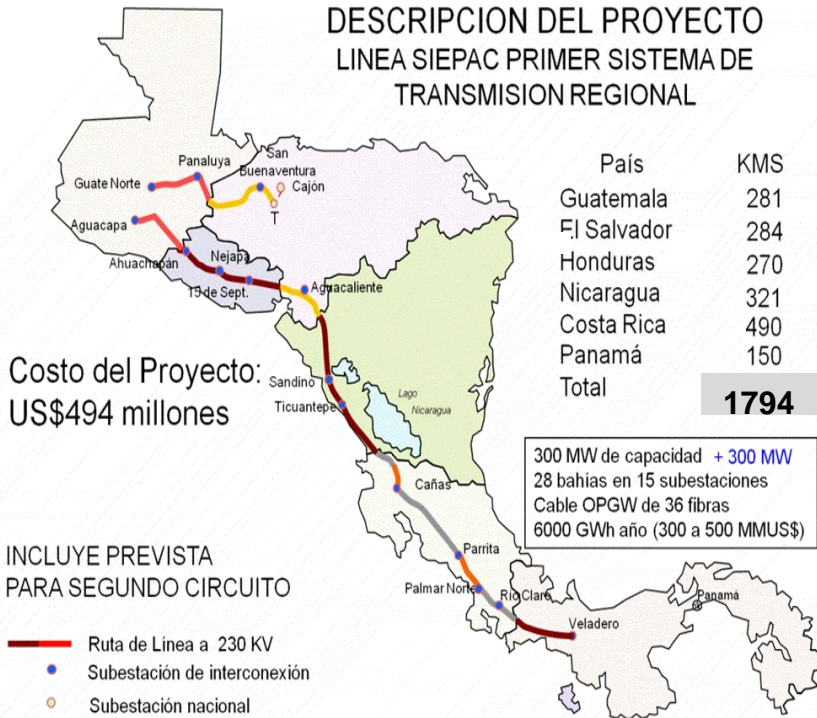 DESCRIPCION DEL PROYECTO
LINEA SIEPAC PRIMER SISTEMA DE
TRANSMISION REGIONAL
País KMS
Guatemala 281
El Salvador 284
Honduras 270
Nicaragua 321
Costa Rica 490
Panamá 150
Total 1794
Guate Norte
Panaluya
San
Buenaventura
Cajón
T
Aguacapa
Ahuachapán
Nejapa
15 de Sept.
Aguacaliente
Sandino
Ticuantepe
Lago
Nicaragua
Cañas
Parrita
Palmar Norte
Río Claro
Veladero
Panamá
Costo del Proyecto:
US$494 millones
300 MW de capacidad + 300 MW
28 bahías en 15 subestaciones
Cable OPGW de 36 fibras
6000 GWh año (300 a 500 MMUS$)
INCLUYE PREVISTA
PARA SEGUNDO CIRCUITO
Ruta de Línea a 230 KV
Subestación de interconexión
Subestación nacional